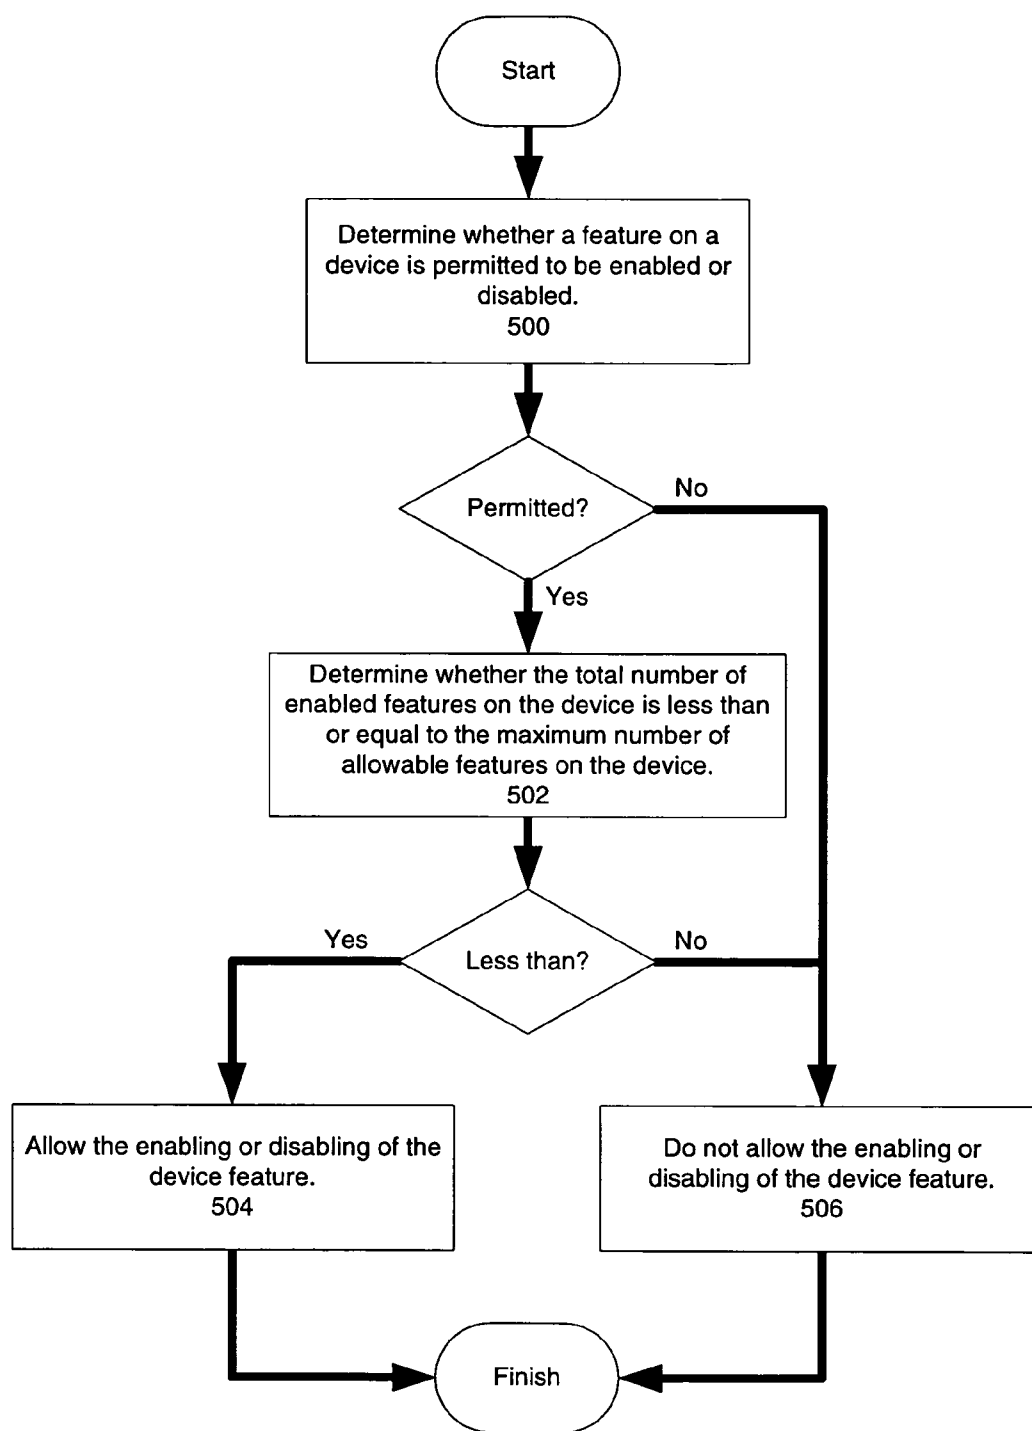 Start
Determine whether a feature on a
device is permitted to be enabled or
disabled.
500
Permitted?
No
Yes
Determine whether the total number of
enabled features on the device is less than
or equal to the maximum number of
allowable features on the device.
502
Yes
Less than?
No
Allow the enabling or disabling of the
device feature.
504
Do not allow the enabling or
disabling of the device feature.
506
Finish